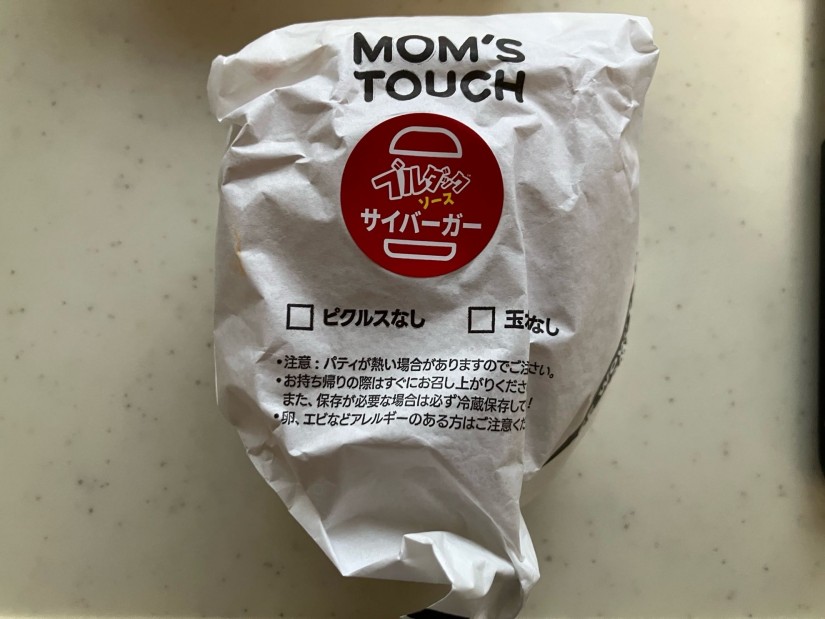 MOM'S
TOUCH
ブルダック
ソース
サイバーガー
□ ピクルスなし □ 玉ねなし
・注意：パティが熱い場合がありますのでご注さい。
・お持ち帰りの際はすぐにお召し上がりくださ
また、保存が必要な場合は必ず冷蔵保存して
・卵、エビなどアレルギーのある方はご注意くだ